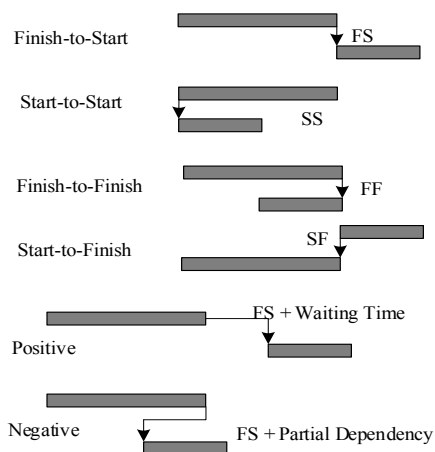 Finish-to-Start
FS
Start-to-Start
SS
Finish-to-Finish
FF
SF
Start-to-Finish
FS + Waiting Time
Positive
Negative
FS + Partial Dependency